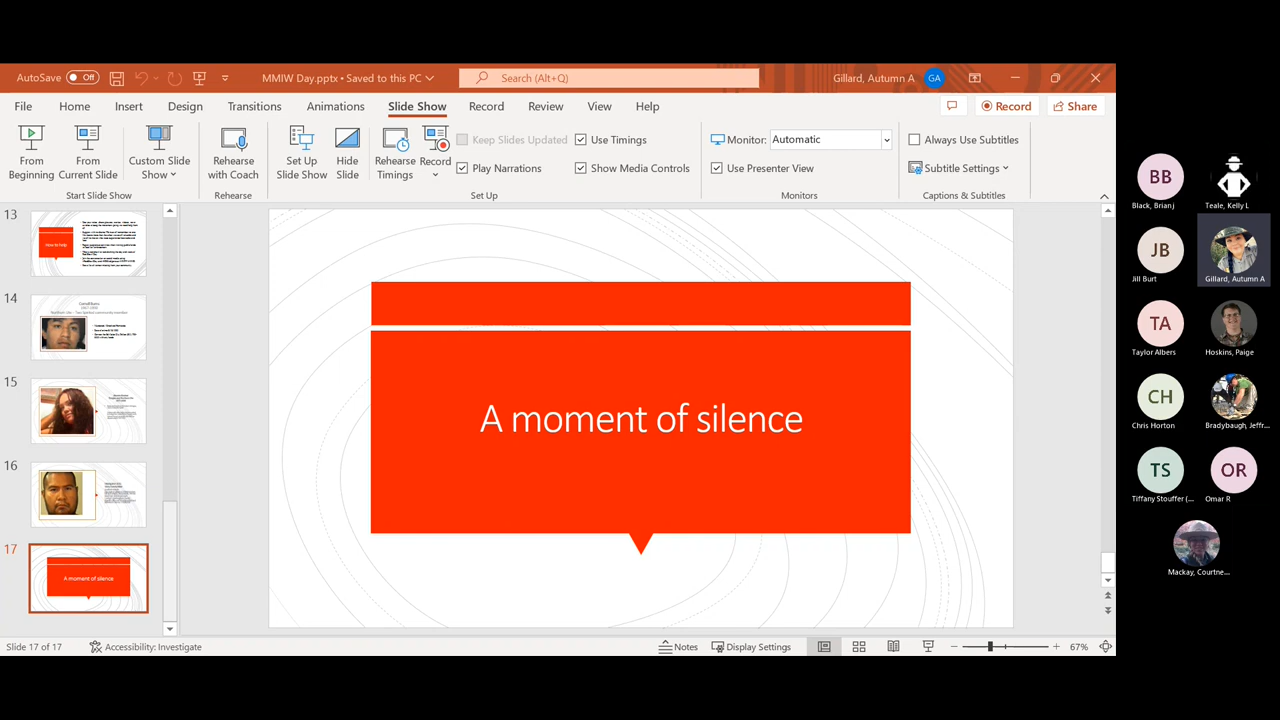 AutoSave Off
MMIW Day.pptx • Saved to this PC
Search (Alt+Q)
Gillard, Autumn A GA
File Home Insert Design Transitions Animations Slide Show Record Review View Help
Record Share
From Beginning
From Current Slide
Custom Slide Show
Start Slide Show
Rehearse with Coach
Rehearse
Set Up Slide Show
Hide Slide
Rehearse Timings
Record
Keep Slides Updated
Play Narrations
Use Timings
Show Media Controls
Set Up
Monitor: Automatic
Use Presenter View
Monitors
Always Use Subtitles
Subtitle Settings
Captions & Subtitles
13
How to help
14
15
16
17
A moment of silence
A moment of silence
BB
Black, Brian J
Teale, Kelly L
JB
Jill Burt
Gillard, Autumn A
TA
Taylor Albers
Hoskins, Paige
CH
Chris Horton
Bradybaugh, Jeffr...
TS
Tiffany Stouffer (...
OR
Omar R
Mackay, Courtne...
Slide 17 of 17
Accessibility: Investigate
Notes
Display Settings
67%